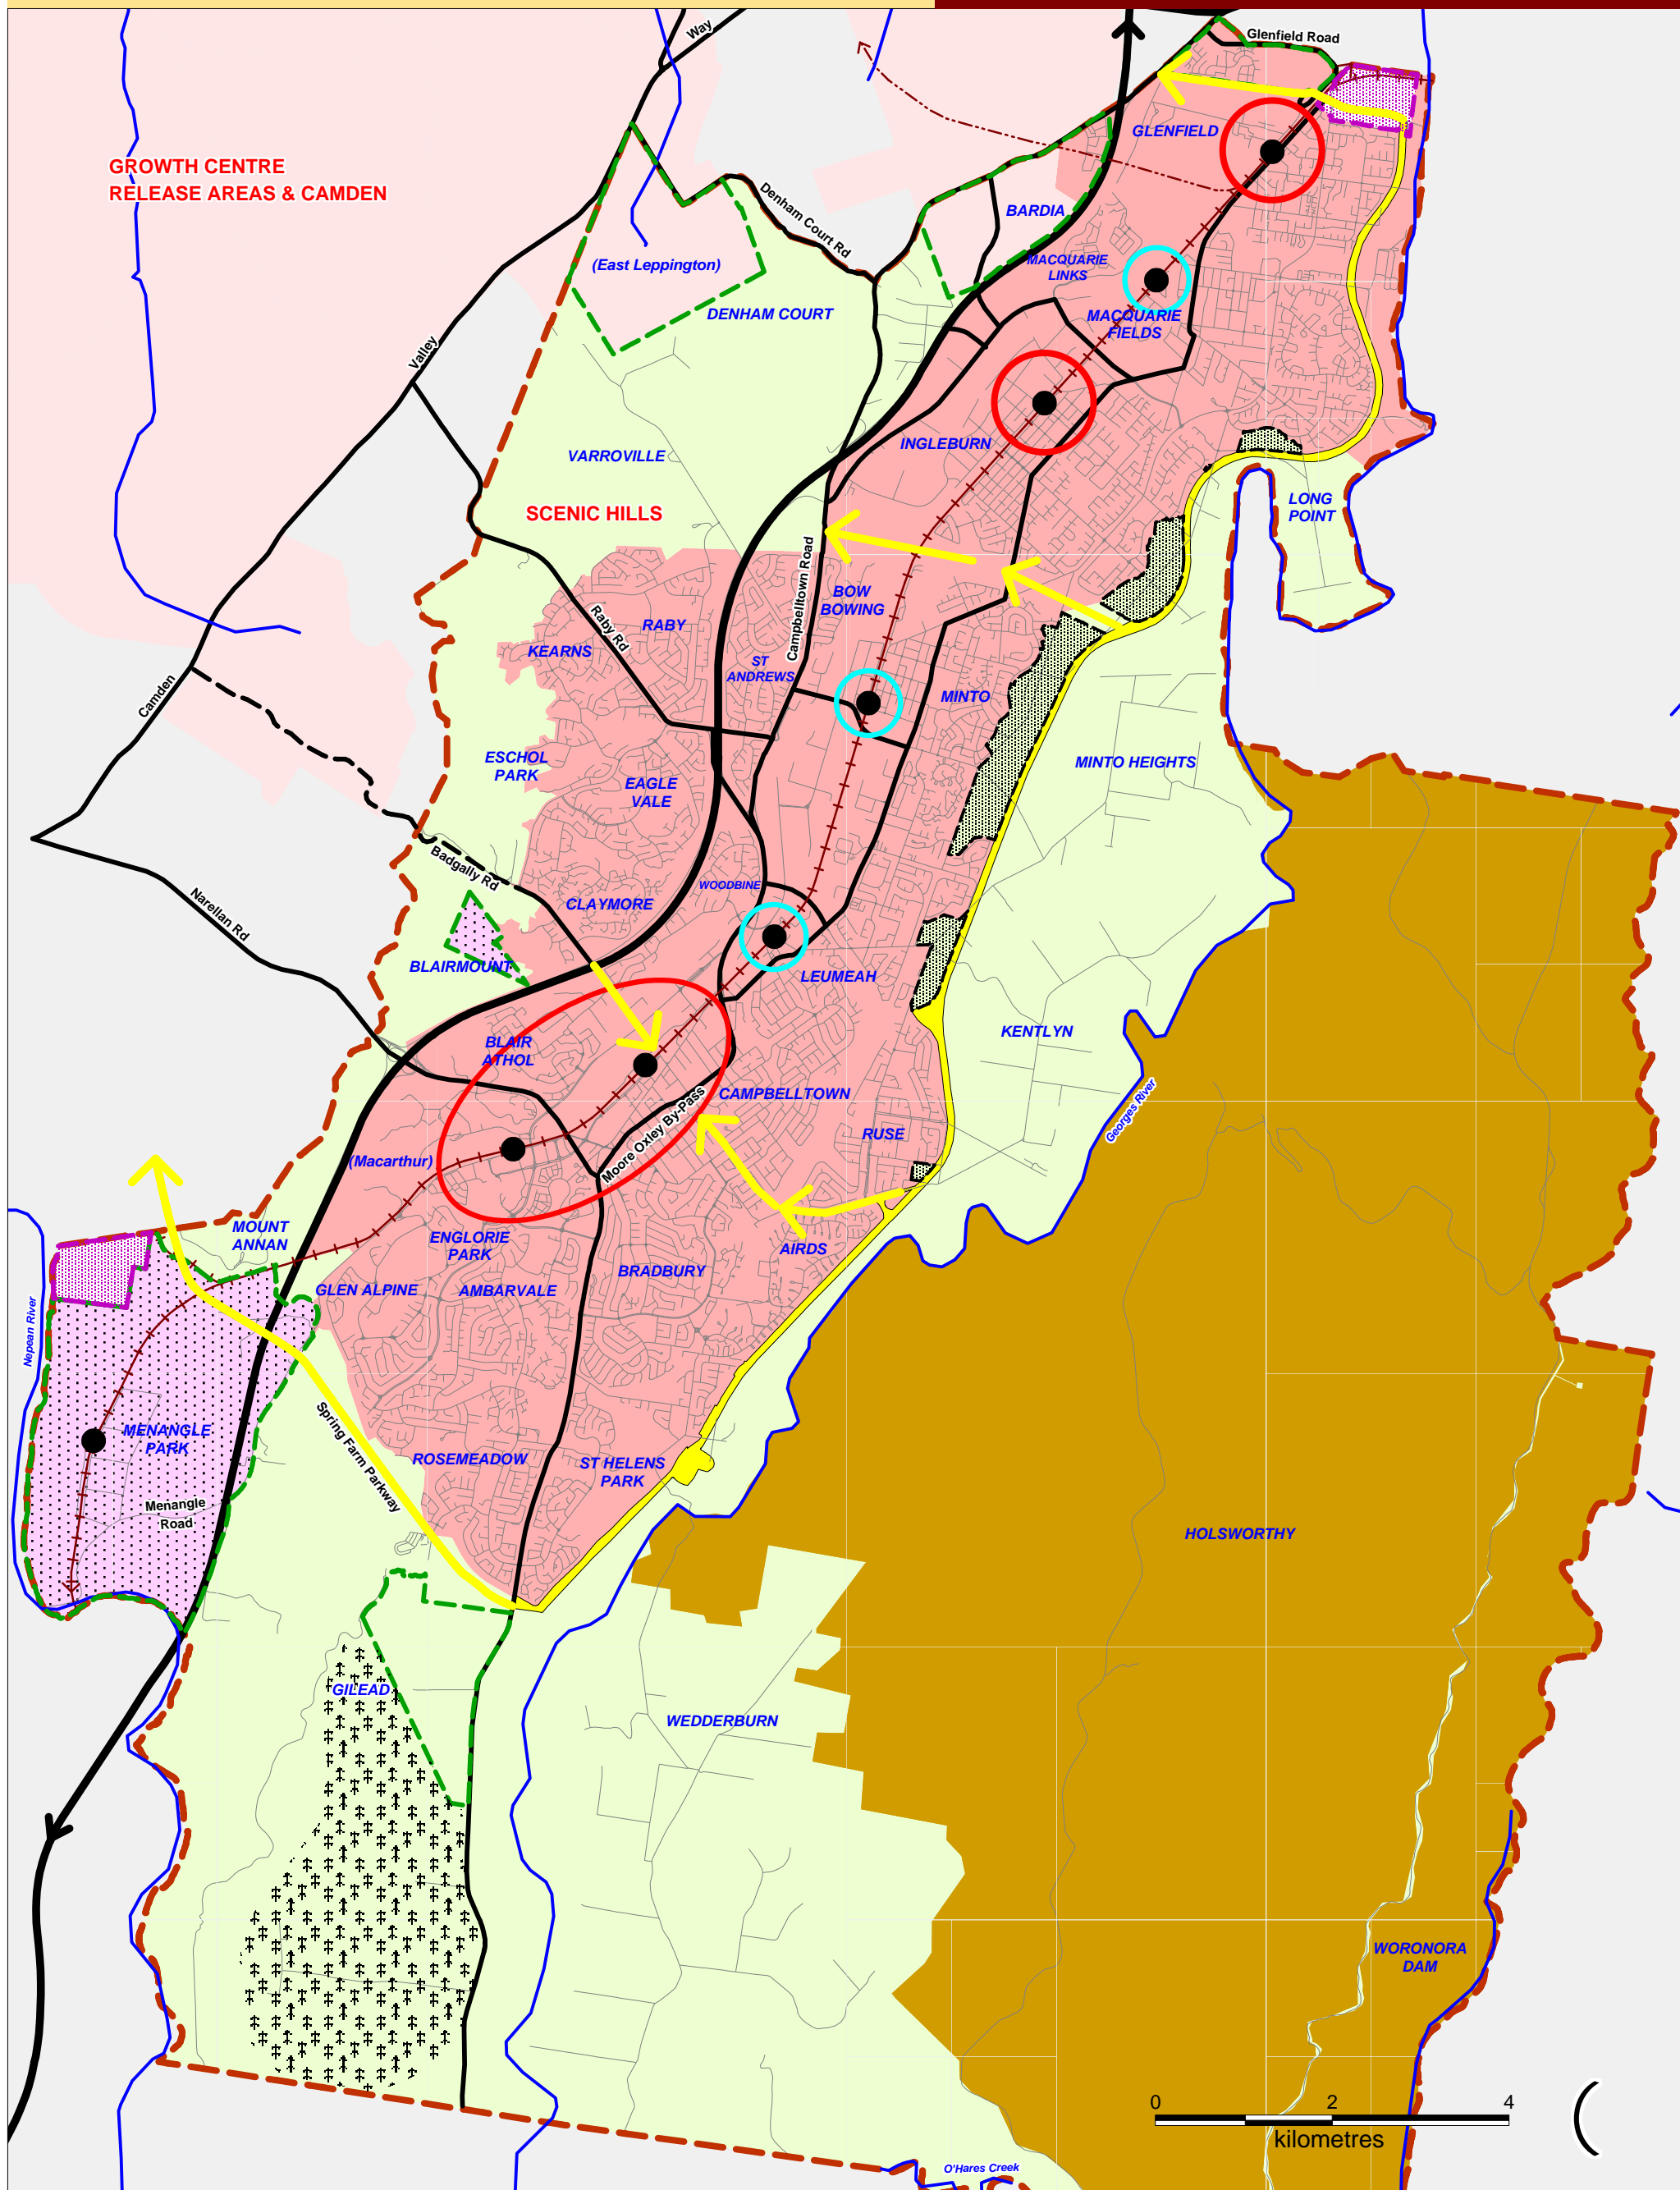 Way
Glenfield Road
GLENFIELD
GROWTH CENTRE
RELEASE AREAS & CAMDEN
Denham Court Rd
BARDIA
(East Leppington)
MACQUARIE
LINKS
DENHAM COURT
MACQUARIE
FIELDS
Valley
INGLEBURN
VARROVILLE
SCENIC HILLS
LONG
POINT
Campbelltown Road
BOW
BOWING
Raby Rd
RABY
KEARNS
ST
ANDREWS
MINTO
Camden
ESCHOL
PARK
MINTO HEIGHTS
EAGLE
VALE
Badgally Rd
WOODBINE
CLAYMORE
Narellan Rd
BLAIRMOUNT
LEUMEAH
KENTLYN
BLAIR
ATHOL
CAMPBELLTOWN
Georges River
RUSE
Moore Oxley By-Pass
(Macarthur)
MOUNT
ANNAN
ENGLORIE
PARK
AIRDS
BRADBURY
GLEN ALPINE
AMBARVALE
Nepean River
MENANGLE
PARK
Spring Farm Parkway
ROSEMEADOW
ST HELENS
PARK
Menangle
Road
HOLSWORTHY
GILEAD
WEDDERBURN
WORONORA
DAM
0 2 4
kilometres
O'Hares Creek